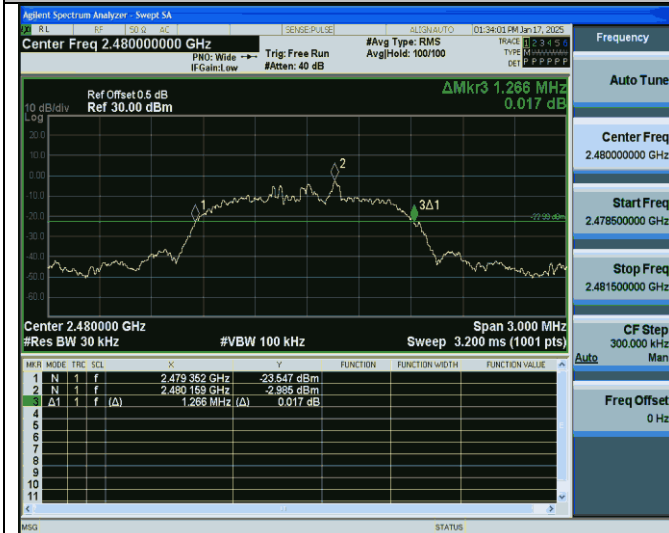 Agilent Spectrum Analyzer - Swept SA
RL RF 50 Ω AC SENSE:PULSE ALIGNAUTO 01:34:01 PM Jan 17, 2025
Center Freq 2.480000000 GHz
PNO: Wide
IFGain:Low
Trig: Free Run
#Atten: 40 dB
#Avg Type: RMS
Avg|Hold: 100/100
TRACE 1 2 3 4 5 6
TYPE M
DET P P P P P P
Ref Offset 0.5 dB
Ref 30.00 dBm
10 dB/div
Log
ΔMkr3 1.266 MHz
0.017 dB
20.0
10.0
0.00
-10.0
-20.0
-30.0
-40.0
-50.0
-60.0
1
2
3Δ1
Center 2.480000 GHz
#Res BW 30 kHz
#VBW 100 kHz
Span 3.000 MHz
Sweep 3.200 ms (1001 pts)
MKR MODE TRC SCL X Y FUNCTION FUNCTION WIDTH FUNCTION VALUE
1 N 1 f 2.479 352 GHz -23.547 dBm
2 N 1 f 2.480 159 GHz -2.985 dBm
3 Δ1 1 f (Δ) 1.266 MHz (Δ) 0.017 dB
4
5
6
7
8
9
10
11
MSG STATUS
Frequency
Auto Tune
Center Freq
2.480000000 GHz
Start Freq
2.478500000 GHz
Stop Freq
2.481500000 GHz
CF Step
300.000 kHz
Auto Man
Freq Offset
0 Hz